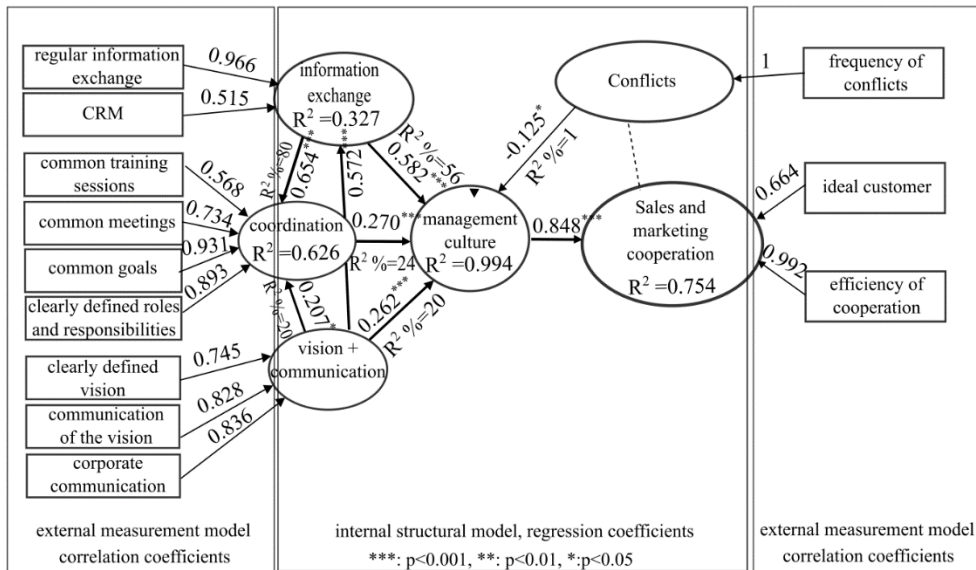 regular information
exchange
CRM
common training
sessions
common meetings
common goals
clearly defined roles
and responsibilities
clearly defined
vision
communication
of the vision
corporate
communication
0.966
0.515
0.568
0.734
0.931
0.893
0.745
0.828
0.836
external measurement model
correlation coefficients
information
exchange
R² =0.327
R² %=80
0.654***
0.572***
R² %=56
0.582***
coordination
R² =0.626
0.270***
R² %=24
R² %=20
0.207*
0.262***
R² %=20
vision +
communication
management
culture
R² =0.994
Conflicts
-0.125*
R² %=1
0.848***
Sales and
marketing
cooperation
R² =0.754
internal structural model, regression coefficients
***: p<0.001, **: p<0.01, *:p<0.05
1
frequency of
conflicts
0.664
ideal customer
0.992
efficiency of
cooperation
external measurement model
correlation coefficients